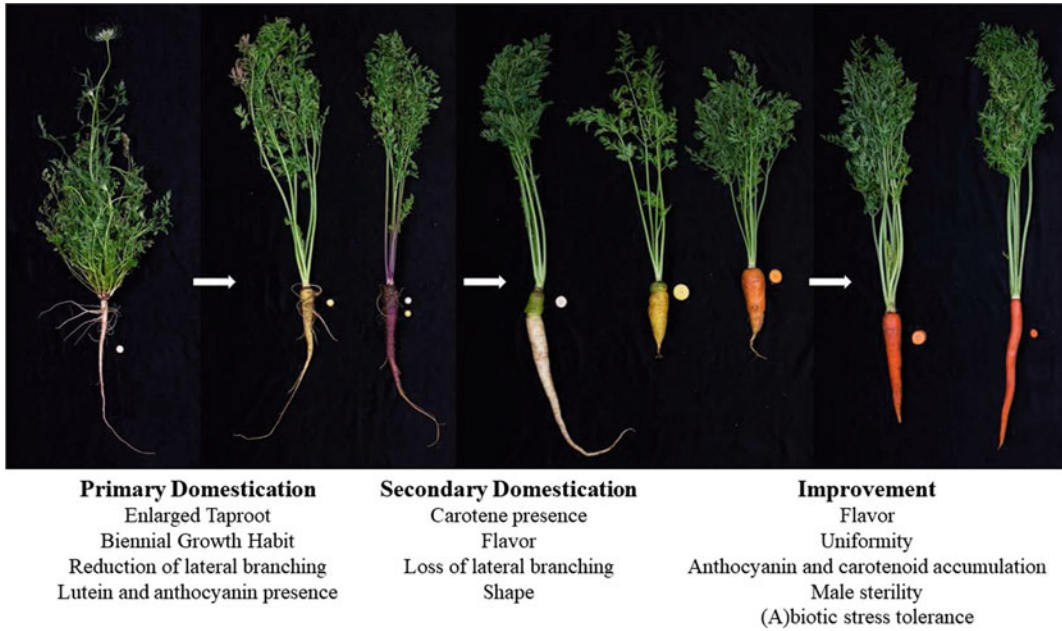 Primary Domestication
Enlarged Taproot
Biennial Growth Habit
Reduction of lateral branching
Lutein and anthocyanin presence
Secondary Domestication
Carotene presence
Flavor
Loss of lateral branching
Shape
Improvement
Flavor
Uniformity
Anthocyanin and carotenoid accumulation
Male sterility
(A)biotic stress tolerance